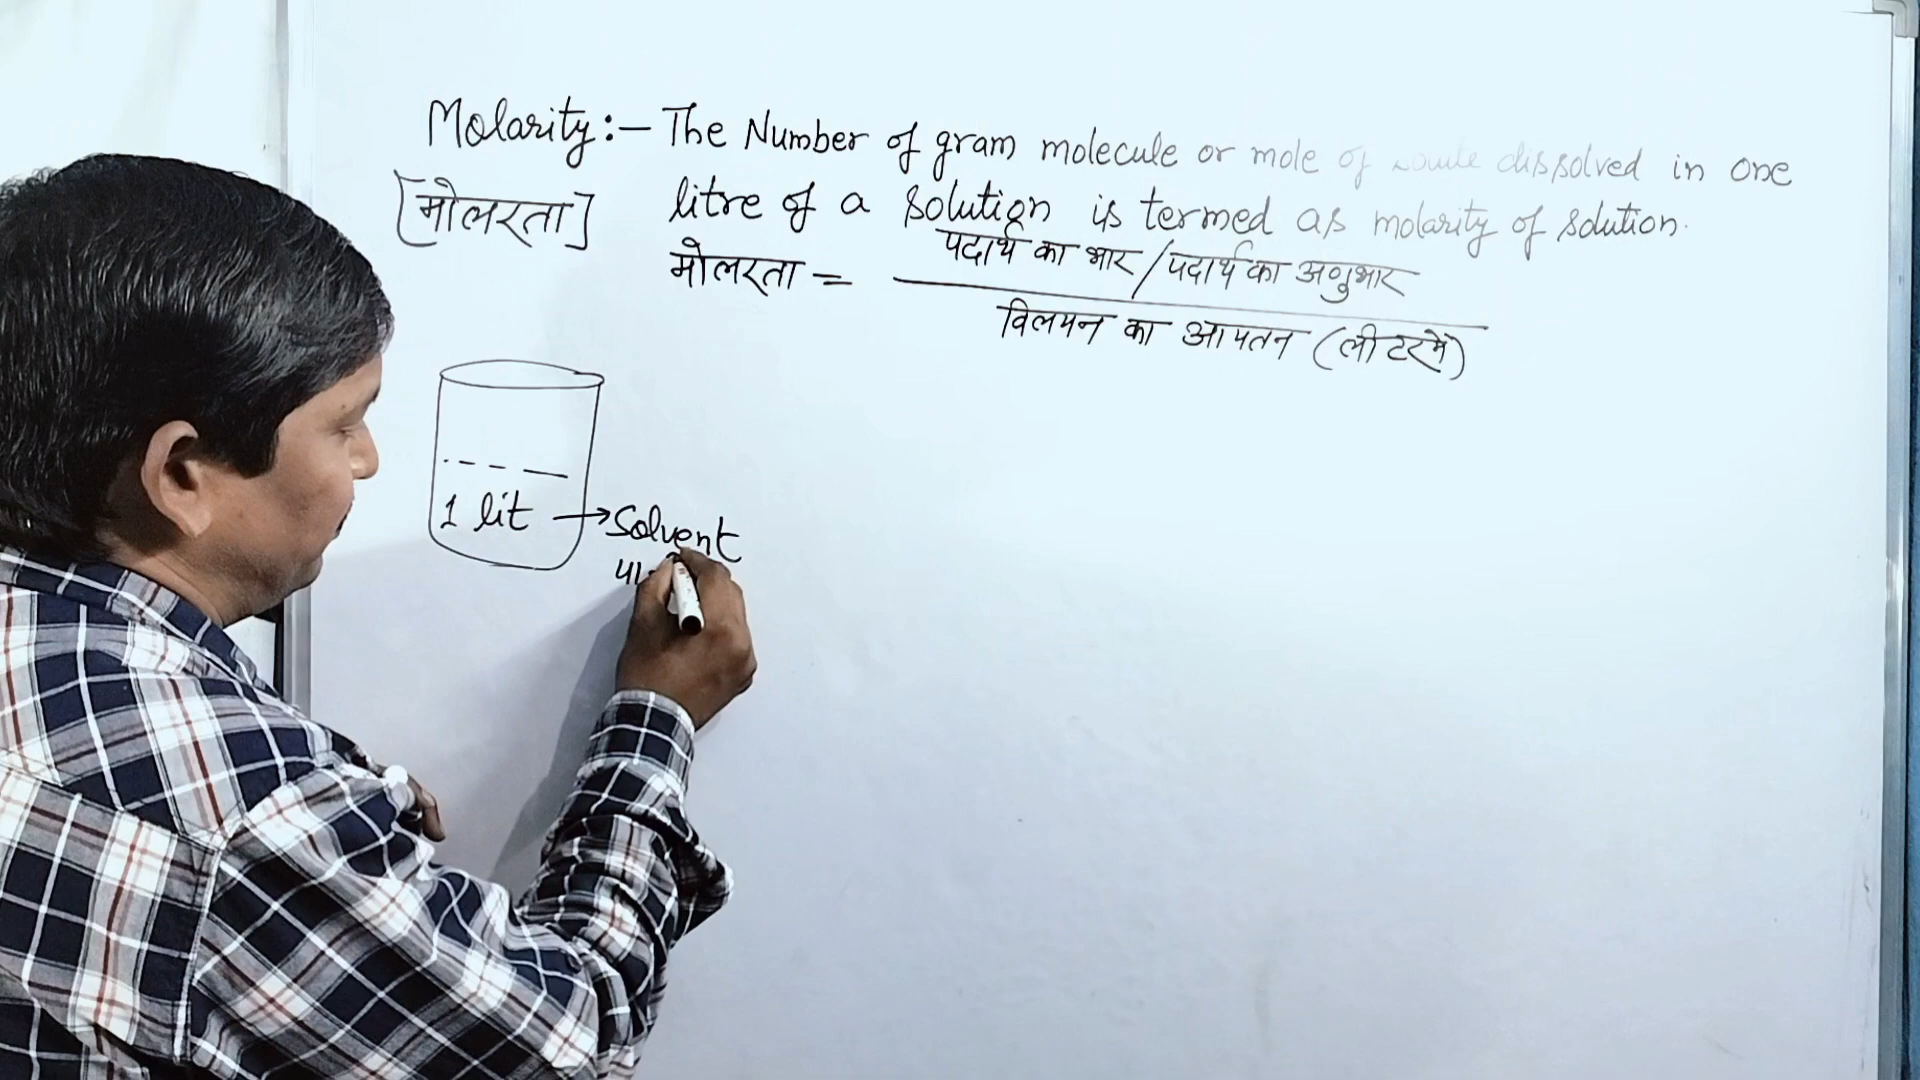 Molarity:- The Number of gram molecule or mole of solute dissolved in one
[मोलरता] litre of a solution is termed as molarity of solution.
पदार्थ का भार / पदार्थ का अणुभार
मोलरता =
विलयन का आयतन (लीटर में)
1 lit → Solvent